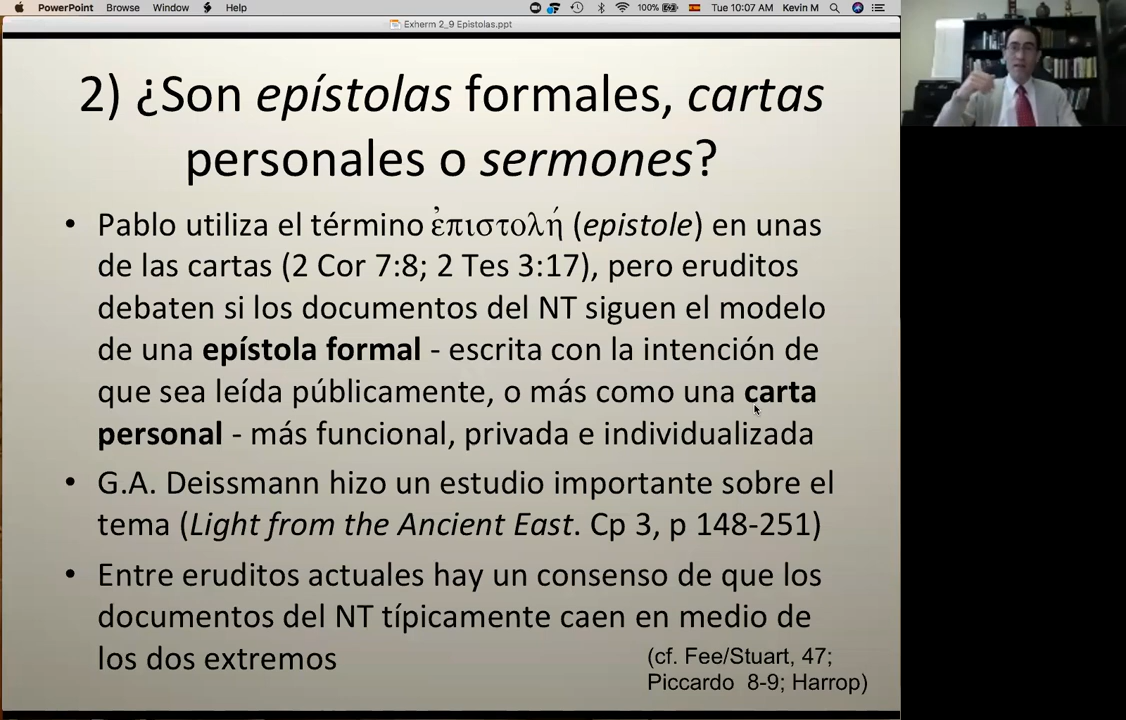 PowerPoint Browse Window Help 100% Tue 10:07 AM Kevin M
Exherm 2_9 Epistolas.ppt
2) ¿Son epístolas formales, cartas
personales o sermones?
• Pablo utiliza el término ἐπιστολή (epistole) en unas
de las cartas (2 Cor 7:8; 2 Tes 3:17), pero eruditos
debaten si los documentos del NT siguen el modelo
de una epístola formal - escrita con la intención de
que sea leída públicamente, o más como una carta
personal - más funcional, privada e individualizada
• G.A. Deissmann hizo un estudio importante sobre el
tema (Light from the Ancient East. Cp 3, p 148-251)
• Entre eruditos actuales hay un consenso de que los
documentos del NT típicamente caen en medio de
los dos extremos
(cf. Fee/Stuart, 47;
Piccardo 8-9; Harrop)